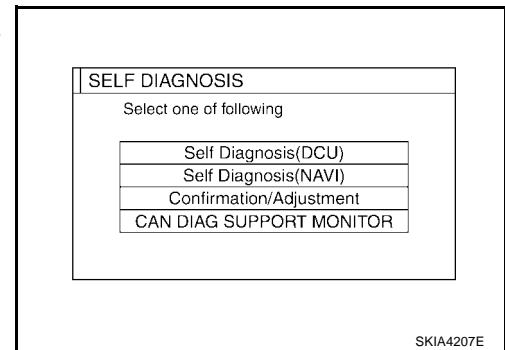 SELF DIAGNOSIS
Select one of following
Self Diagnosis(DCU)
Self Diagnosis(NAVI)
Confirmation/Adjustment
CAN DIAG SUPPORT MONITOR
SKIA4207E